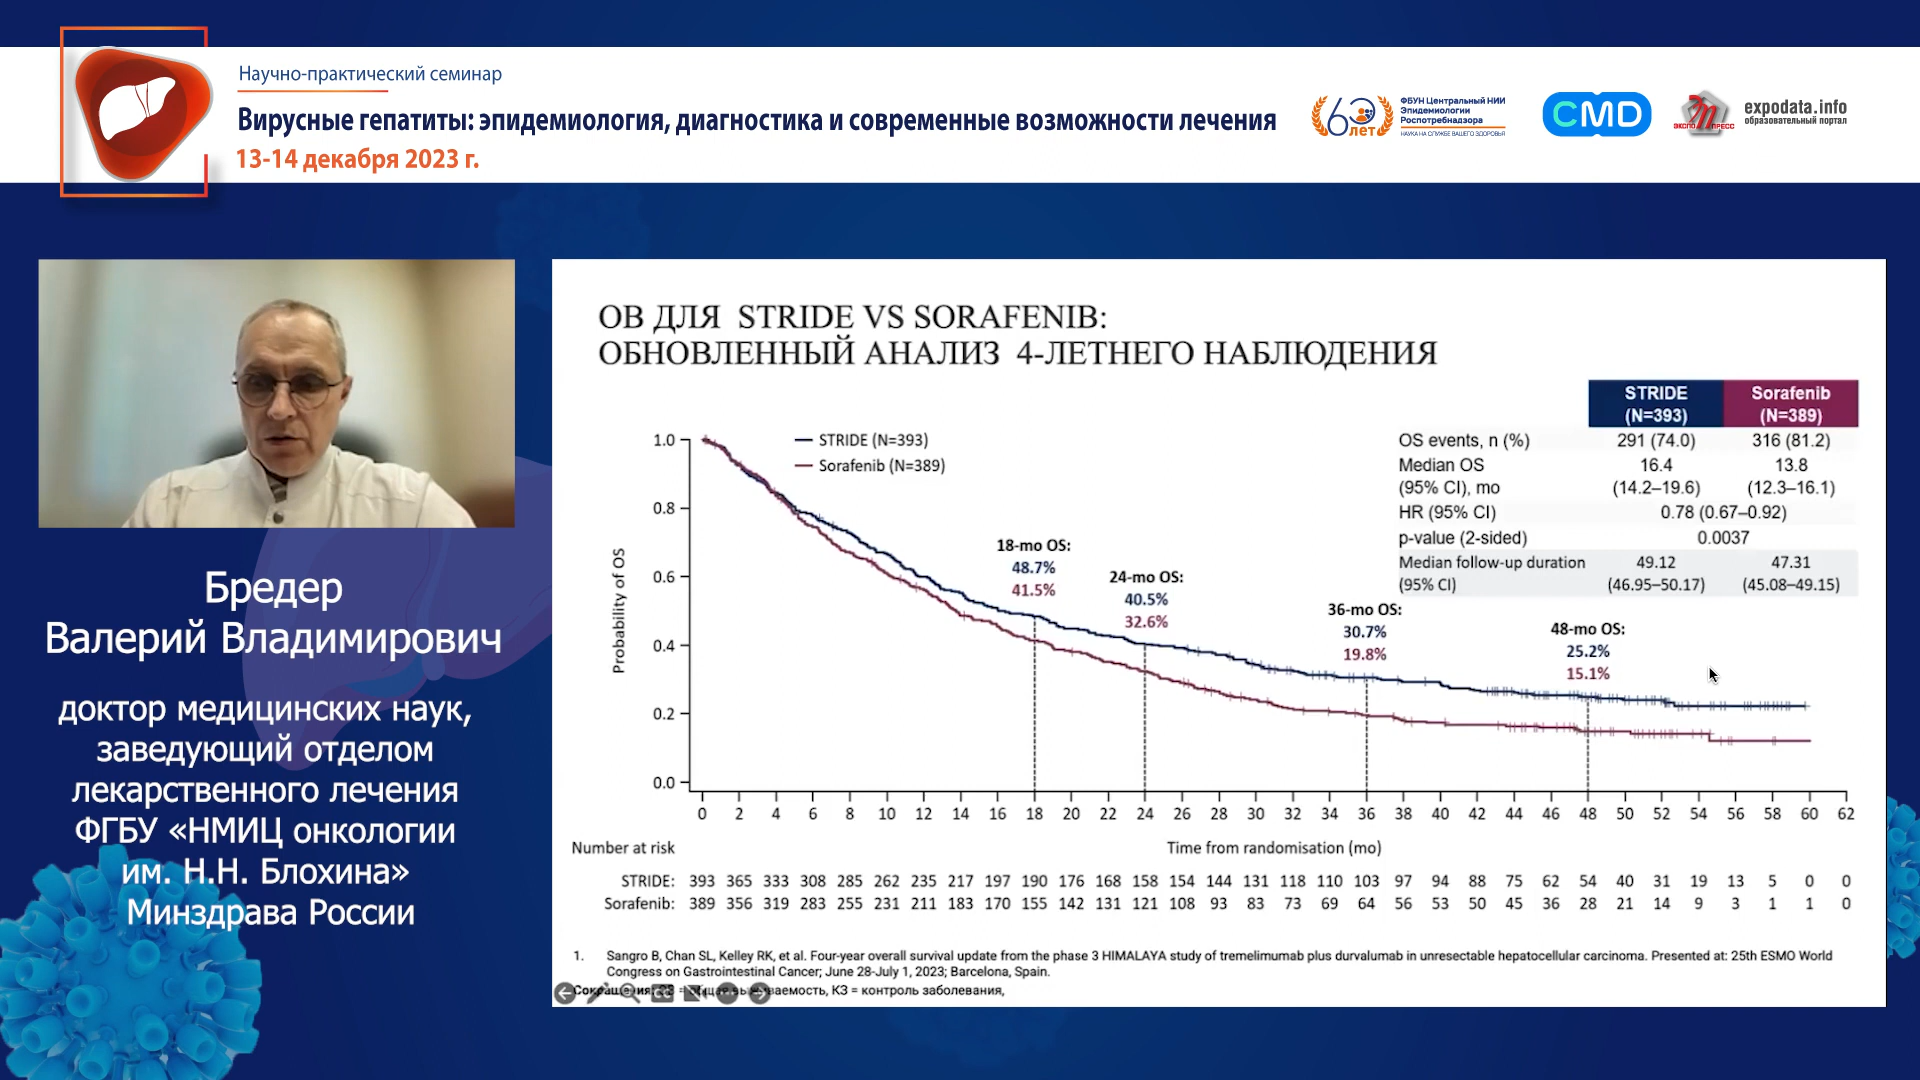 Научно-практический семинар
Вирусные гепатиты: эпидемиология, диагностика и современные возможности лечения
13-14 декабря 2023 г.
60 лет
ФБУН Центральный НИИ
Эпидемиологии
Роспотребнадзора
НАУКА НА СЛУЖБЕ ВАШЕГО ЗДОРОВЬЯ
CMD
ЭКСПО ПРЕСС
expodata.info
образовательный портал
Бредер
Валерий Владимирович
доктор медицинских наук,
заведующий отделом
лекарственного лечения
ФГБУ «НМИЦ онкологии
им. Н.Н. Блохина»
Минздрава России
ОВ ДЛЯ STRIDE VS SORAFENIB:
ОБНОВЛЕННЫЙ АНАЛИЗ 4-ЛЕТНЕГО НАБЛЮДЕНИЯ
STRIDE Sorafenib
(N=393) (N=389)
OS events, n (%) 291 (74.0) 316 (81.2)
Median OS 16.4 13.8
(95% CI), mo (14.2–19.6) (12.3–16.1)
HR (95% CI) 0.78 (0.67–0.92)
p-value (2-sided) 0.0037
Median follow-up duration 49.12 47.31
(95% CI) (46.95–50.17) (45.08–49.15)
STRIDE (N=393)
Sorafenib (N=389)
18-mo OS:
48.7%
41.5%
24-mo OS:
40.5%
32.6%
36-mo OS:
30.7%
19.8%
48-mo OS:
25.2%
15.1%
Probability of OS
1.0
0.8
0.6
0.4
0.2
0.0
0 2 4 6 8 10 12 14 16 18 20 22 24 26 28 30 32 34 36 38 40 42 44 46 48 50 52 54 56 58 60 62
Number at risk Time from randomisation (mo)
STRIDE: 393 365 333 308 285 262 235 217 197 190 176 168 158 154 144 131 118 110 103 97 94 88 75 62 54 40 31 19 13 5 0 0
Sorafenib: 389 356 319 283 255 231 211 183 170 155 142 131 121 108 93 83 73 69 64 56 53 50 45 36 28 21 14 9 3 1 1 0
1. Sangro B, Chan SL, Kelley RK, et al. Four-year overall survival update from the phase 3 HIMALAYA study of tremelimumab plus durvalumab in unresectable hepatocellular carcinoma. Presented at: 25th ESMO World
Congress on Gastrointestinal Cancer; June 28-July 1, 2023; Barcelona, Spain.
Сокращения: ОВ = общая выживаемость, КЗ = контроль заболевания,